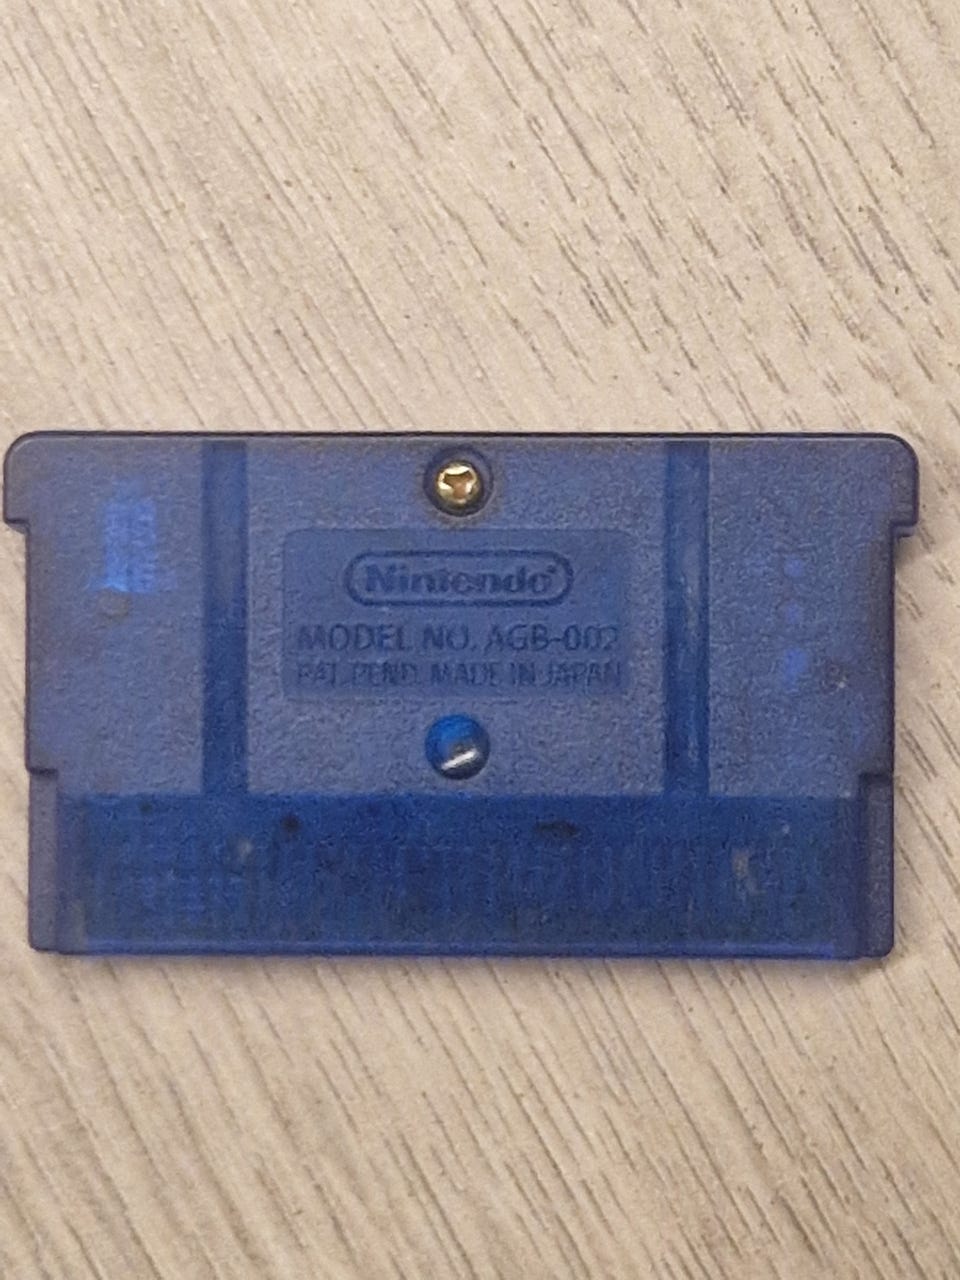 Nintendo
MODEL NO. AGB-002
PAT. PEND. MADE IN JAPAN